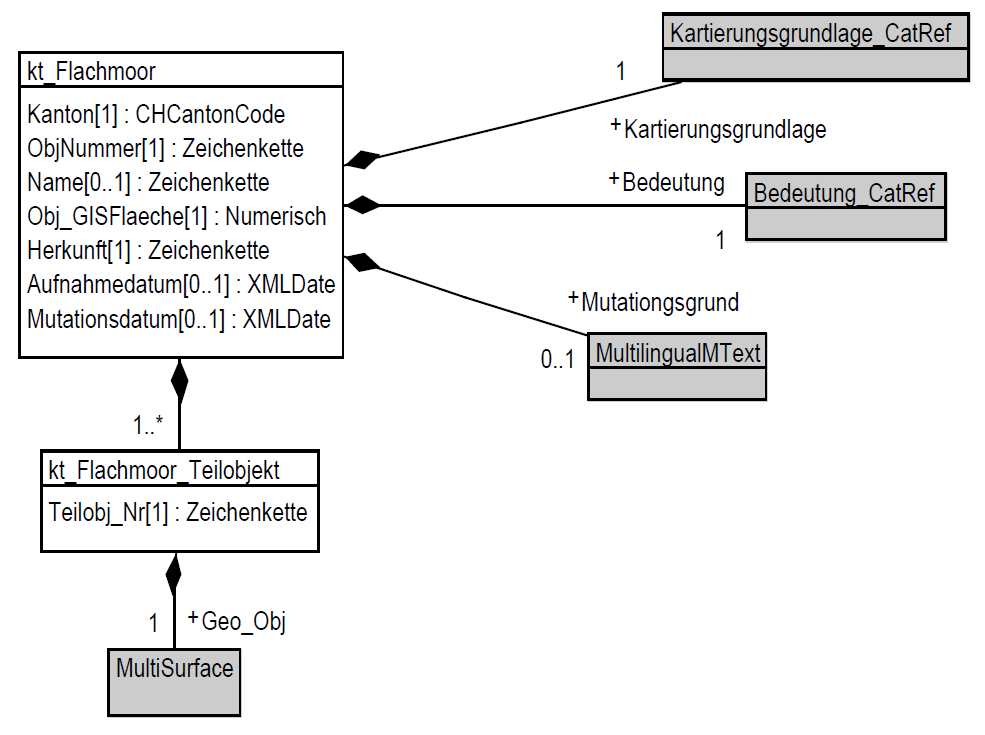 Kartierungsgrundlage_CatRef
kt_Flachmoor
1
Kanton[1] : CHCantonCode
ObjNummer[1] : Zeichenkette
+Kartierungsgrundlage
Name[0..1] : Zeichenkette
+Bedeutung
Bedeutung_CatRef
Obj_GISFlaeche[1] : Numerisch
1
Herkunft[1] : Zeichenkette
Aufnahmedatum[0..1] : XMLDate
+Mutationgsgrund
Mutationsdatum[0..1] : XMLDate
0..1
MultilingualMText
1..*
kt_Flachmoor_Teilobjekt
Teilobj_Nr[1] : Zeichenkette
1
+Geo_Obj
MultiSurface